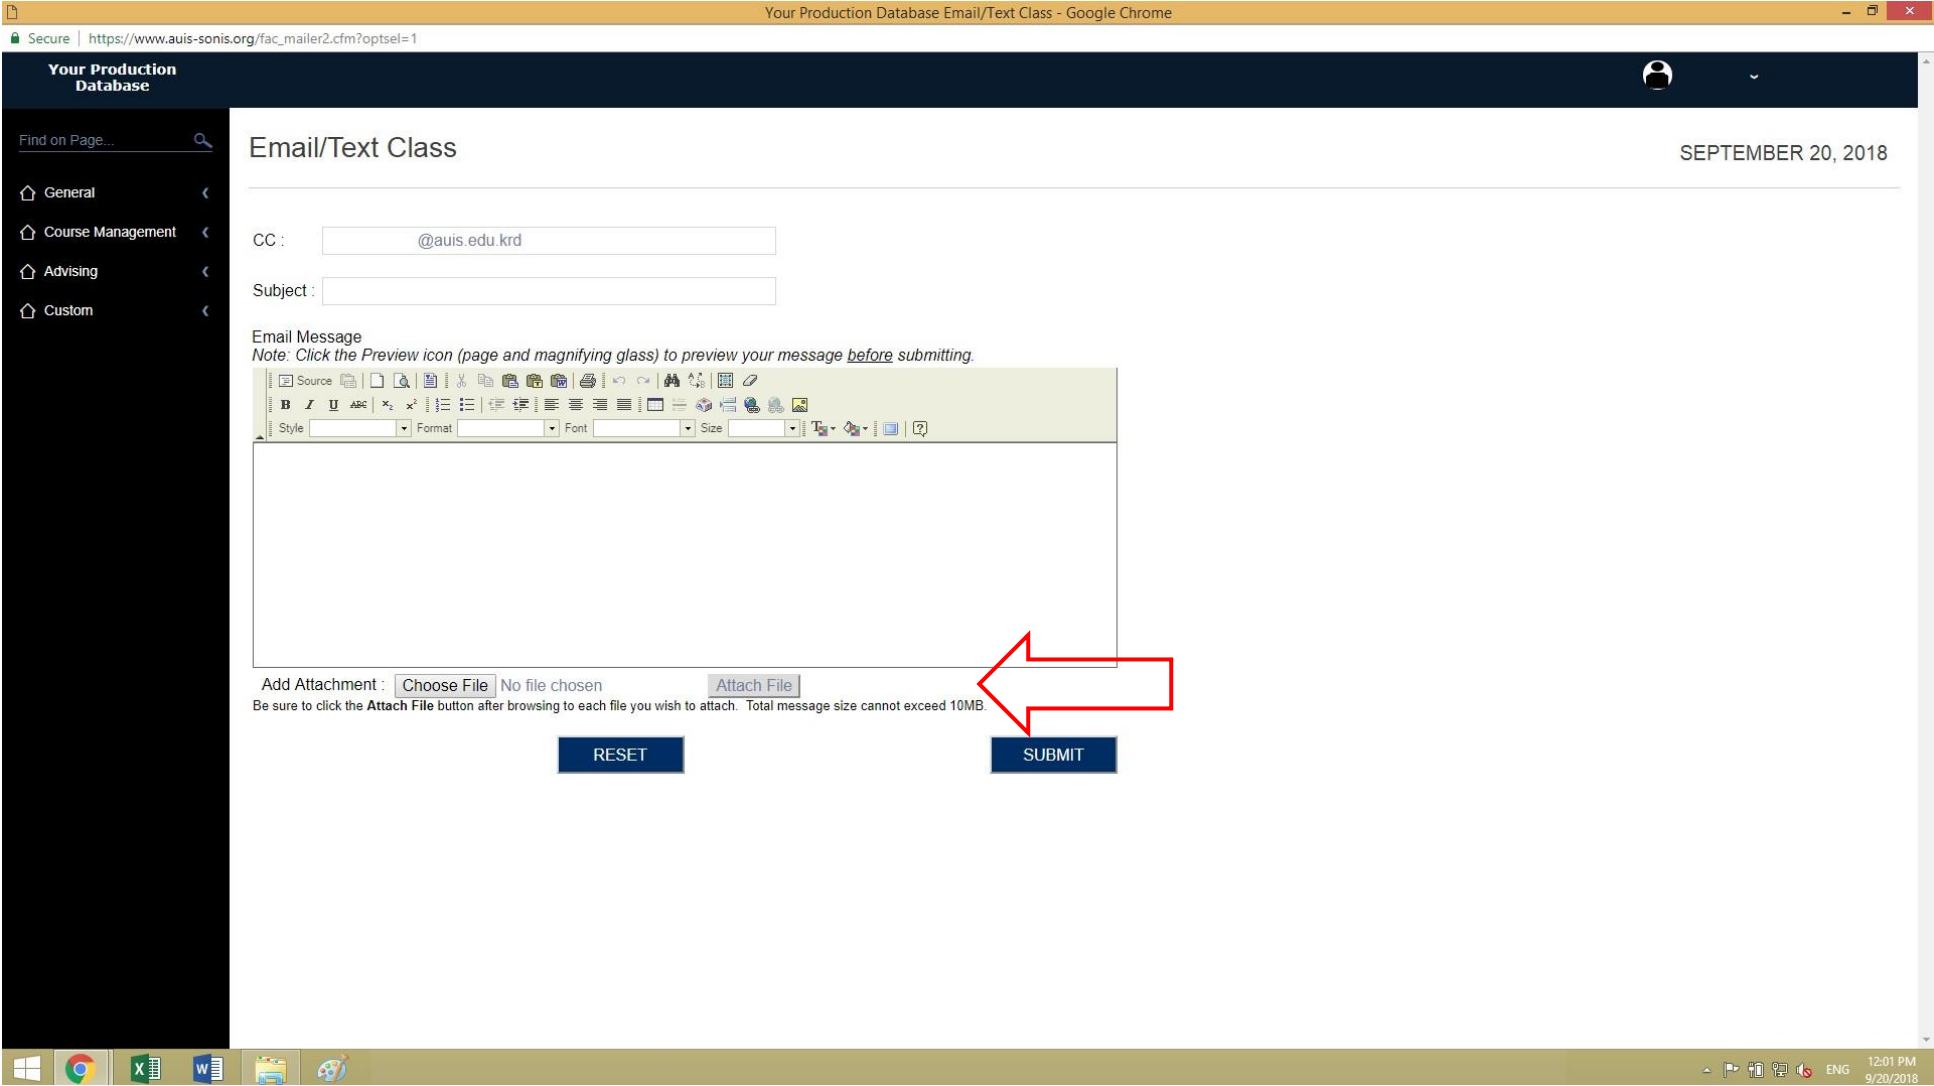 Your Production Database Email/Text Class - Google Chrome
Secure | https://www.auis-sonis.org/fac_mailer2.cfm?optsel=1
Your Production
Database
Find on Page...
General
Course Management
Advising
Custom
Email/Text Class
SEPTEMBER 20, 2018
CC : @auis.edu.krd
Subject :
Email Message
Note: Click the Preview icon (page and magnifying glass) to preview your message before submitting.
Source
B I U ABC x₂ x²
Style Format Font Size
Add Attachment : Choose File No file chosen Attach File
Be sure to click the Attach File button after browsing to each file you wish to attach. Total message size cannot exceed 10MB.
RESET SUBMIT
ENG 12:01 PM
9/20/2018